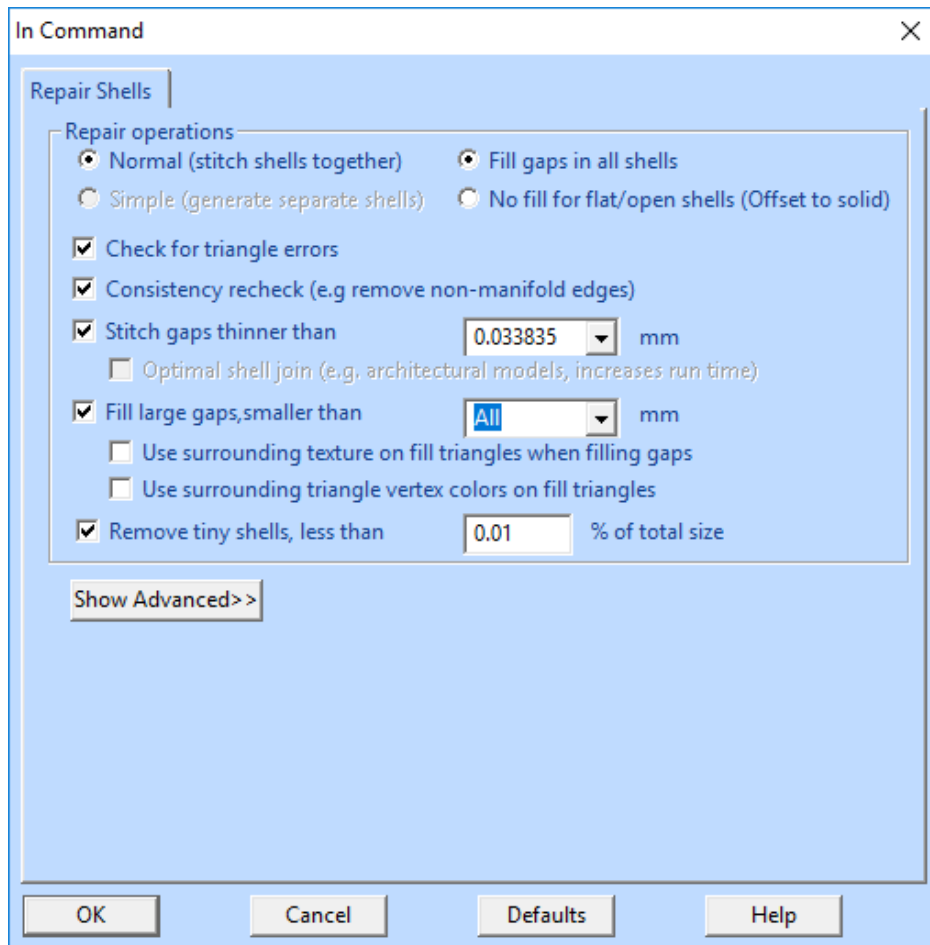 In Command
Repair Shells
Repair operations
Normal (stitch shells together) Fill gaps in all shells
Simple (generate separate shells) No fill for flat/open shells (Offset to solid)
Check for triangle errors
Consistency recheck (e.g remove non-manifold edges)
Stitch gaps thinner than 0.033835 mm
Optimal shell join (e.g. architectural models, increases run time)
Fill large gaps,smaller than All mm
Use surrounding texture on fill triangles when filling gaps
Use surrounding triangle vertex colors on fill triangles
Remove tiny shells, less than 0.01 % of total size
Show Advanced>>
OK Cancel Defaults Help